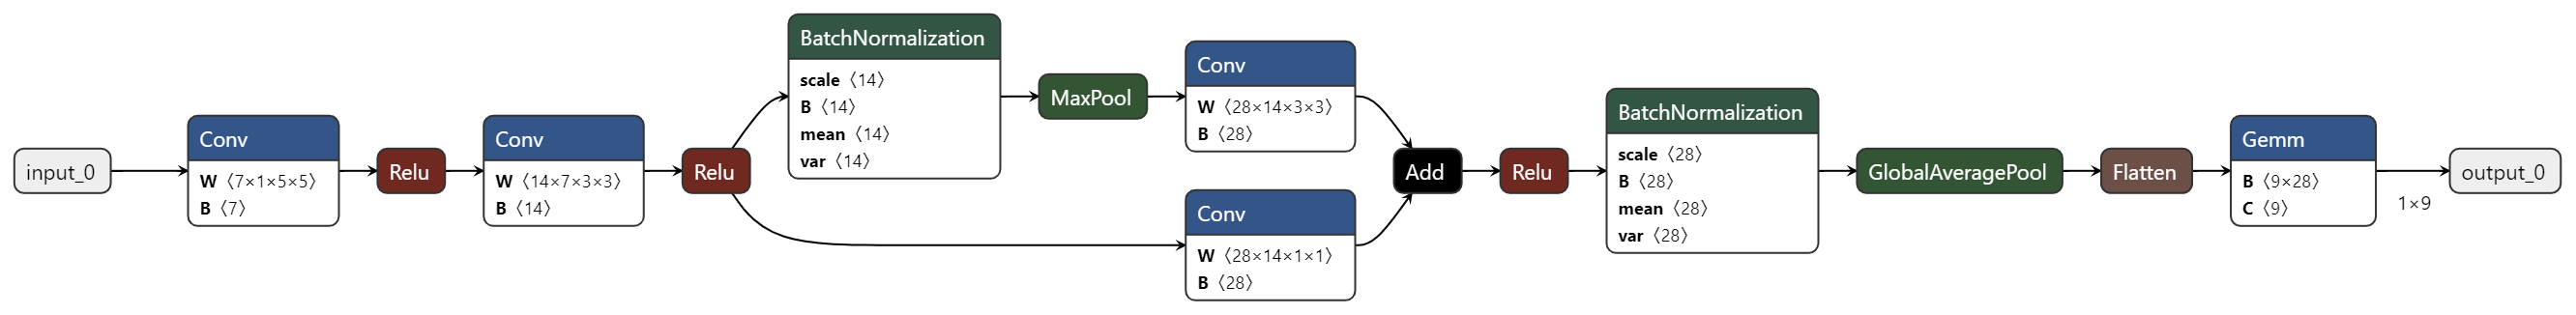 input_0
Conv
W 〈7×1×5×5〉
B 〈7〉
Relu
Conv
W 〈14×7×3×3〉
B 〈14〉
Relu
BatchNormalization
scale 〈14〉
B 〈14〉
mean 〈14〉
var 〈14〉
MaxPool
Conv
W 〈28×14×3×3〉
B 〈28〉
Conv
W 〈28×14×1×1〉
B 〈28〉
Add
Relu
BatchNormalization
scale 〈28〉
B 〈28〉
mean 〈28〉
var 〈28〉
GlobalAveragePool
Flatten
Gemm
B 〈9×28〉
C 〈9〉
1×9
output_0